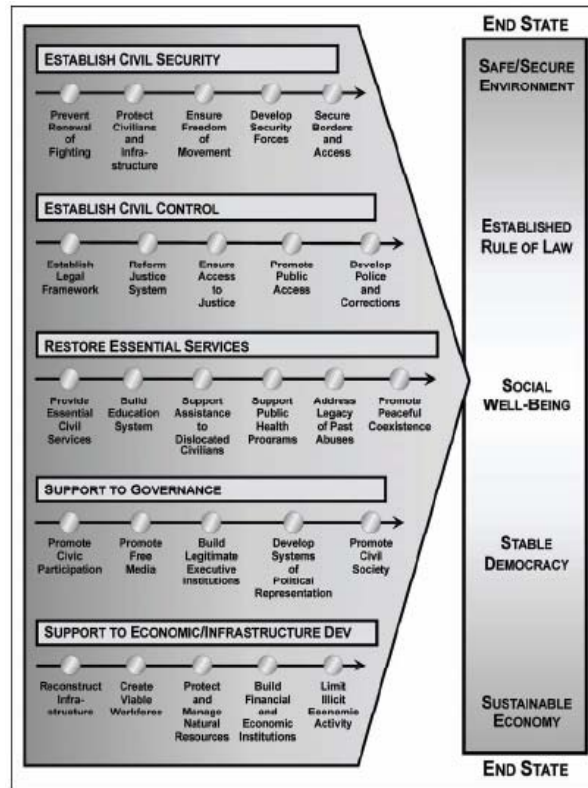 END STATE
ESTABLISH CIVIL SECURITY
Prevent
Renewal
of
Fighting
Protect
Civilians
and
Infra-
structure
Ensure
Freedom
of
Movement
Develop
Security
Forces
Secure
Borders
and
Access
SAFE/SECURE
ENVIRONMENT
ESTABLISH CIVIL CONTROL
Establish
Legal
Framework
Reform
Justice
System
Ensure
Access
to
Justice
Promote
Public
Access
Develop
Police
and
Corrections
ESTABLISHED
RULE OF LAW
RESTORE ESSENTIAL SERVICES
Provide
Essential
Civil
Services
Build
Education
System
Support
Assistance
to
Dislocated
Civilians
Support
Public
Health
Programs
Address
Legacy
of Past
Abuses
Promote
Peaceful
Coexistence
SOCIAL
WELL-BEING
SUPPORT TO GOVERNANCE
Promote
Civic
Participation
Promote
Free
Media
Build
Legitimate
Executive
Institutions
Develop
Systems
of
Political
Representation
Promote
Civil
Society
STABLE
DEMOCRACY
SUPPORT TO ECONOMIC/INFRASTRUCTURE DEV
Reconstruct
Infra-
structure
Create
Viable
Workforce
Protect
and
Manage
Natural
Resources
Build
Financial
and
Economic
Institutions
Limit
Illicit
Economic
Activity
SUSTAINABLE
ECONOMY
END STATE